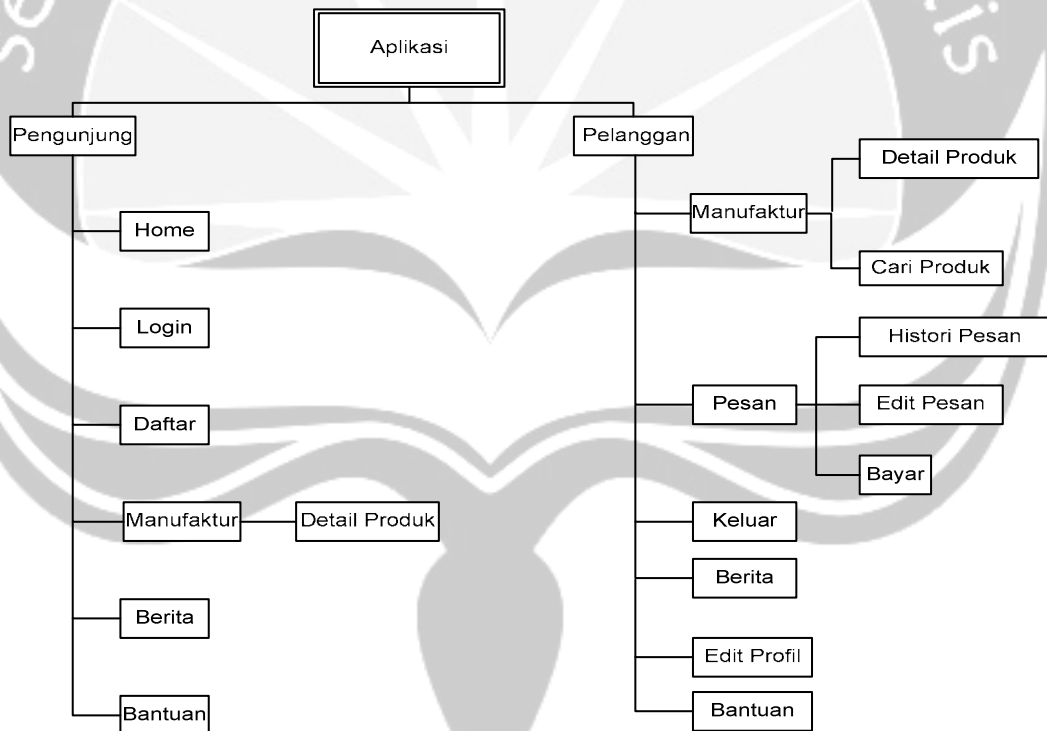 Aplikasi
Pengunjung
Home
Login
Daftar
Manufaktur
Detail Produk
Berita
Bantuan
Pelanggan
Manufaktur
Detail Produk
Cari Produk
Pesan
Histori Pesan
Edit Pesan
Bayar
Keluar
Berita
Edit Profil
Bantuan